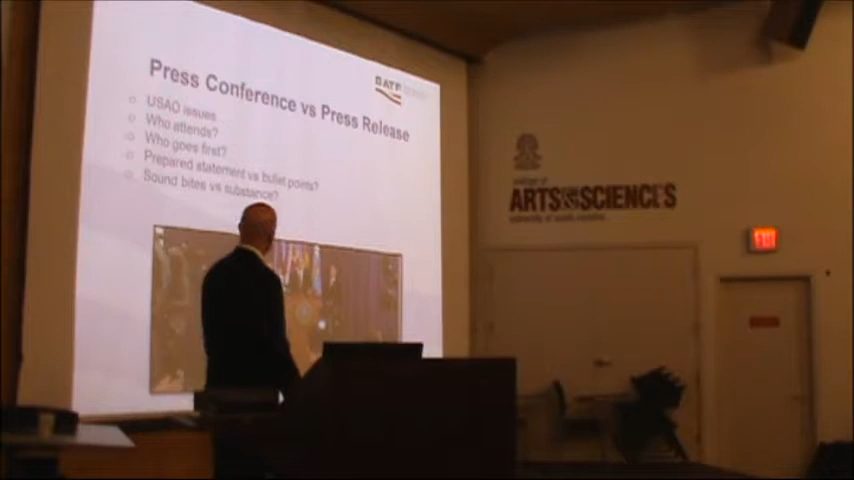 Press Conference vs Press Release
USAO issues
Who attends?
Who goes first?
Prepared statement vs bullet points?
Sound bites vs substance?
ARTS&SCIENCES
EXIT